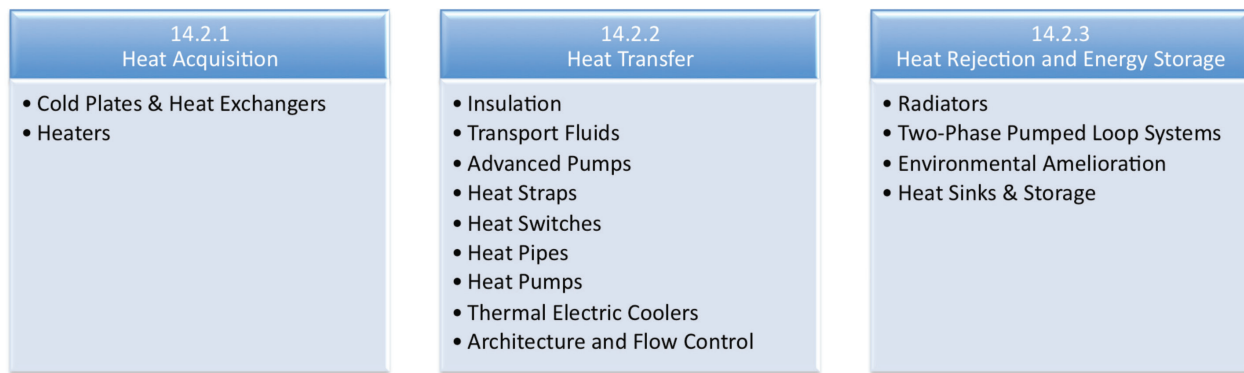 14.2.1
Heat Acquisition
• Cold Plates & Heat Exchangers
• Heaters
14.2.2
Heat Transfer
• Insulation
• Transport Fluids
• Advanced Pumps
• Heat Straps
• Heat Switches
• Heat Pipes
• Heat Pumps
• Thermal Electric Coolers
• Architecture and Flow Control
14.2.3
Heat Rejection and Energy Storage
• Radiators
• Two-Phase Pumped Loop Systems
• Environmental Amelioration
• Heat Sinks & Storage